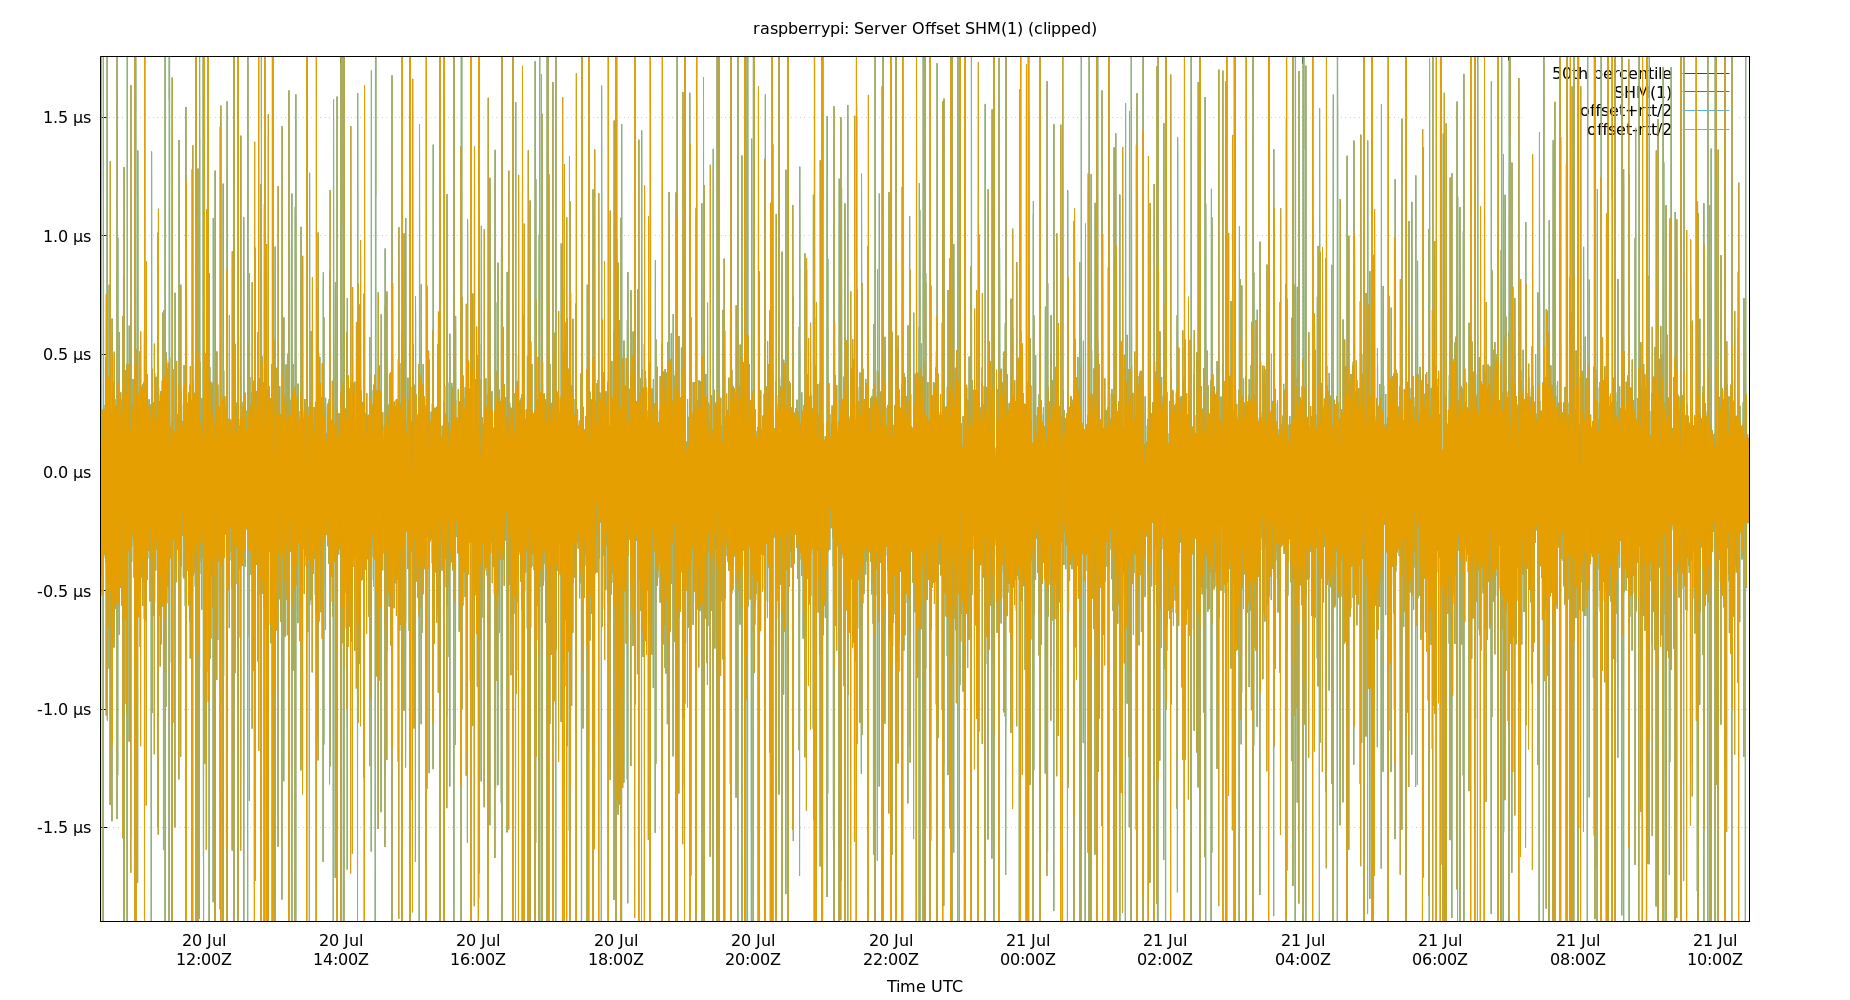 raspberrypi: Server Offset SHM(1) (clipped)
50th percentile
SHM(1)
offset+rtt/2
offset-rtt/2
1.5 µs
1.0 µs
0.5 µs
0.0 µs
-0.5 µs
-1.0 µs
-1.5 µs
20 Jul 20 Jul 20 Jul 20 Jul 20 Jul 20 Jul 21 Jul 21 Jul 21 Jul 21 Jul 21 Jul 21 Jul
12:00Z 14:00Z 16:00Z 18:00Z 20:00Z 22:00Z 00:00Z 02:00Z 04:00Z 06:00Z 08:00Z 10:00Z
Time UTC